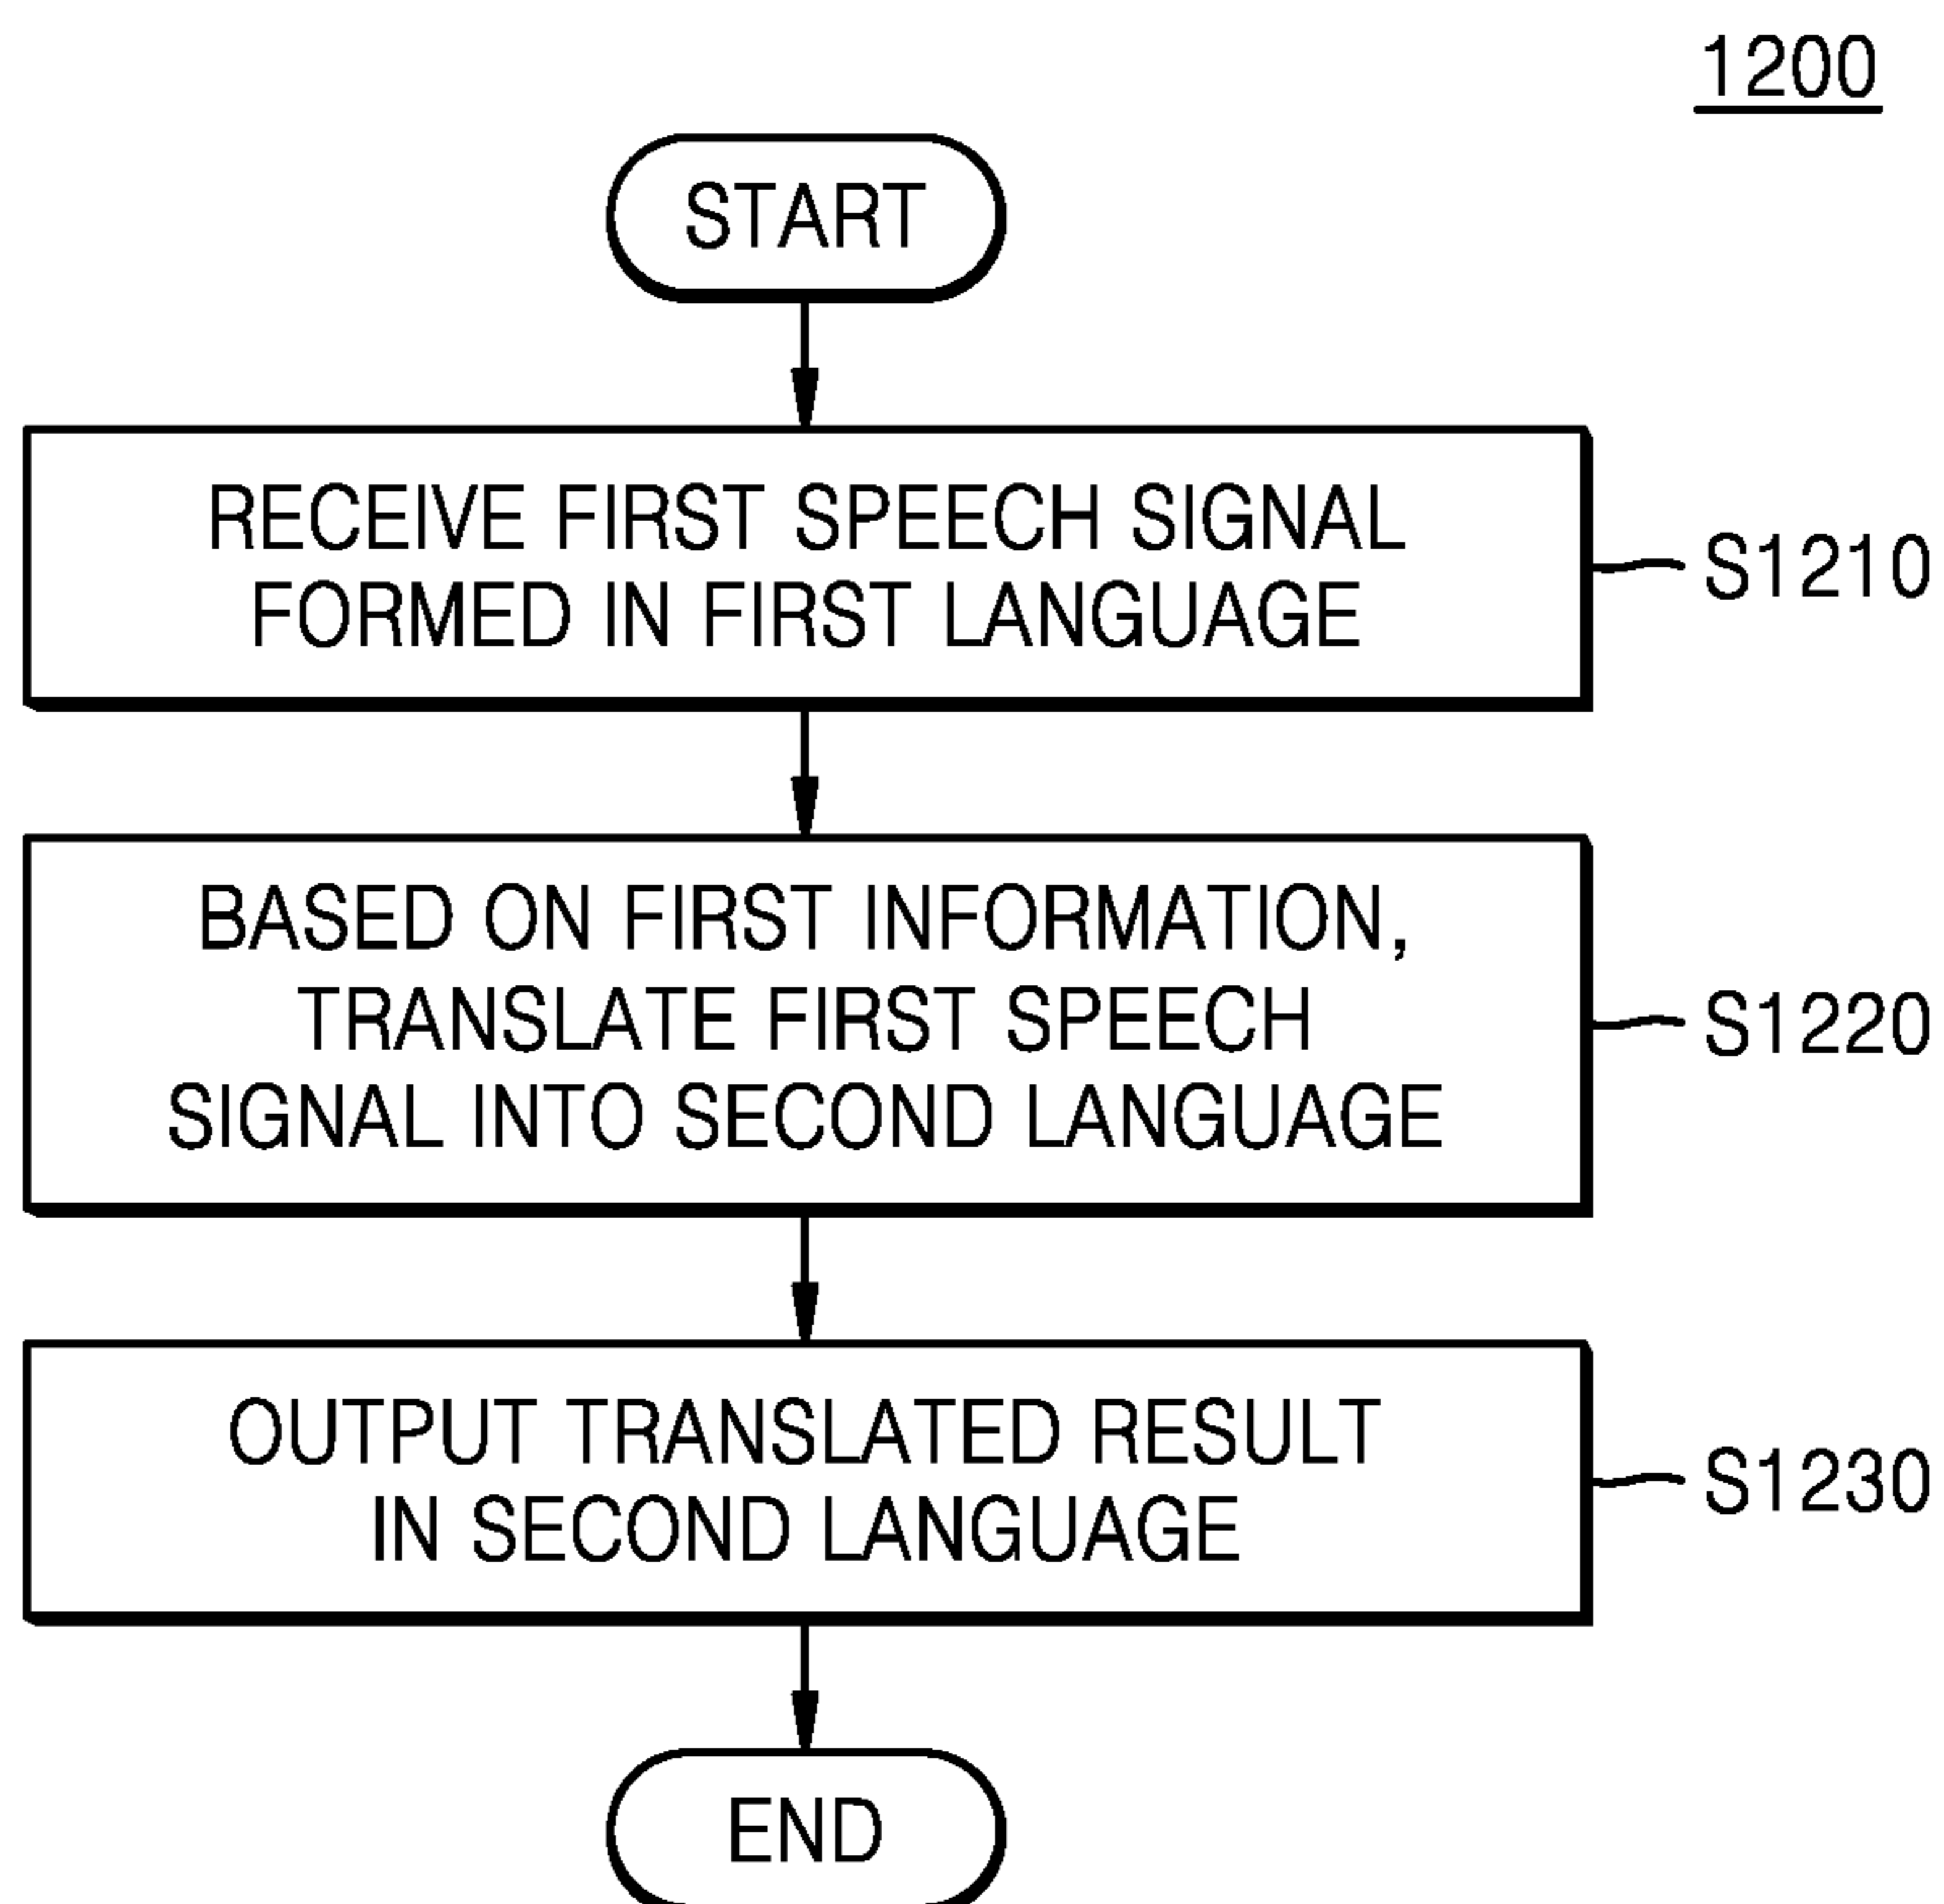 1200
START
RECEIVE FIRST SPEECH SIGNAL
FORMED IN FIRST LANGUAGE
S1210
BASED ON FIRST INFORMATION,
TRANSLATE FIRST SPEECH
SIGNAL INTO SECOND LANGUAGE
S1220
OUTPUT TRANSLATED RESULT
IN SECOND LANGUAGE
S1230
END